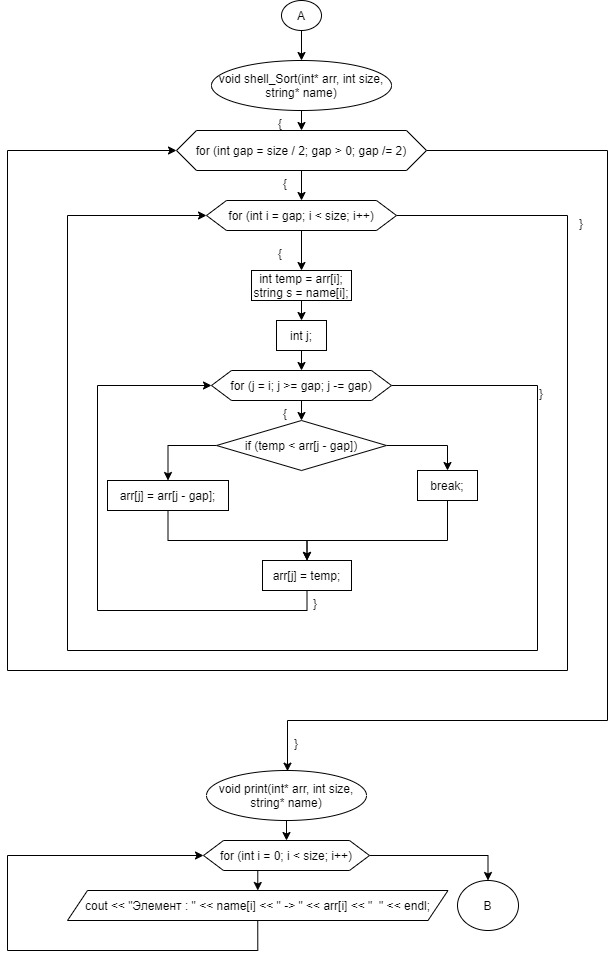 A
void shell_Sort(int* arr, int size,
string* name)
{
for (int gap = size / 2; gap > 0; gap /= 2)
{
for (int i = gap; i < size; i++)
}
{
int temp = arr[i];
string s = name[i];
int j;
for (j = i; j >= gap; j -= gap)
}
{
if (temp < arr[j - gap])
arr[j] = arr[j - gap];
break;
arr[j] = temp;
}
}
void print(int* arr, int size,
string* name)
for (int i = 0; i < size; i++)
cout << "Элемент : " << name[i] << " -> " << arr[i] << "  " << endl;
B